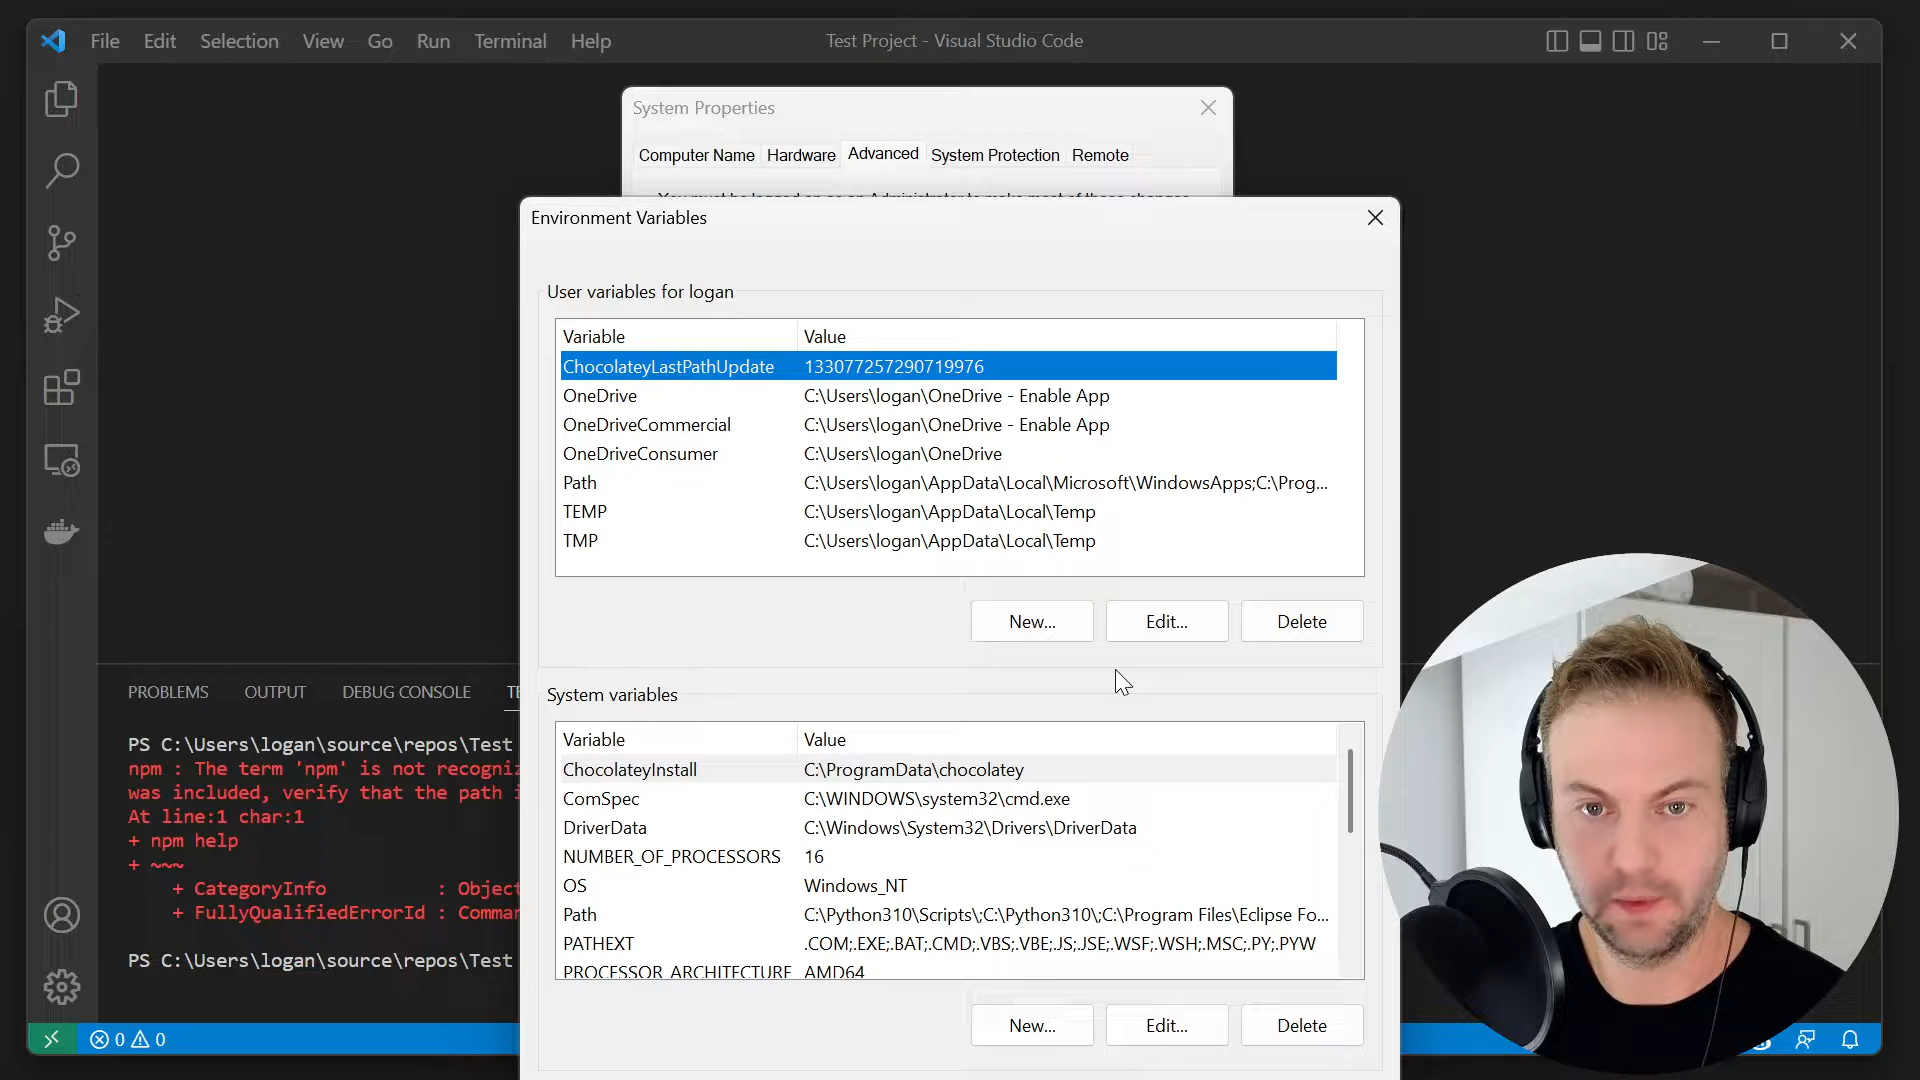 File Edit Selection View Go Run Terminal Help
Test Project - Visual Studio Code
System Properties
Computer Name Hardware Advanced System Protection Remote
Environment Variables
User variables for logan
Variable Value
ChocolateyLastPathUpdate 133077257290719976
OneDrive C:\Users\logan\OneDrive - Enable App
OneDriveCommercial C:\Users\logan\OneDrive - Enable App
OneDriveConsumer C:\Users\logan\OneDrive
Path C:\Users\logan\AppData\Local\Microsoft\WindowsApps;C:\Prog...
TEMP C:\Users\logan\AppData\Local\Temp
TMP C:\Users\logan\AppData\Local\Temp
New... Edit... Delete
System variables
Variable Value
ChocolateyInstall C:\ProgramData\chocolatey
ComSpec C:\WINDOWS\system32\cmd.exe
DriverData C:\Windows\System32\Drivers\DriverData
NUMBER_OF_PROCESSORS 16
OS Windows_NT
Path C:\Python310\Scripts\;C:\Python310\;C:\Program Files\Eclipse Fo...
PATHEXT .COM;.EXE;.BAT;.CMD;.VBS;.VBE;.JS;.JSE;.WSF;.WSH;.MSC;.PY;.PYW
PROCESSOR_ARCHITECTURE AMD64
New... Edit... Delete
PROBLEMS OUTPUT DEBUG CONSOLE TE
PS C:\Users\logan\source\repos\Test
npm : The term 'npm' is not recogniz
was included, verify that the path i
At line:1 char:1
+ npm help
+ ~~~
+ CategoryInfo : Object
+ FullyQualifiedErrorId : Comman
PS C:\Users\logan\source\repos\Test
0 0